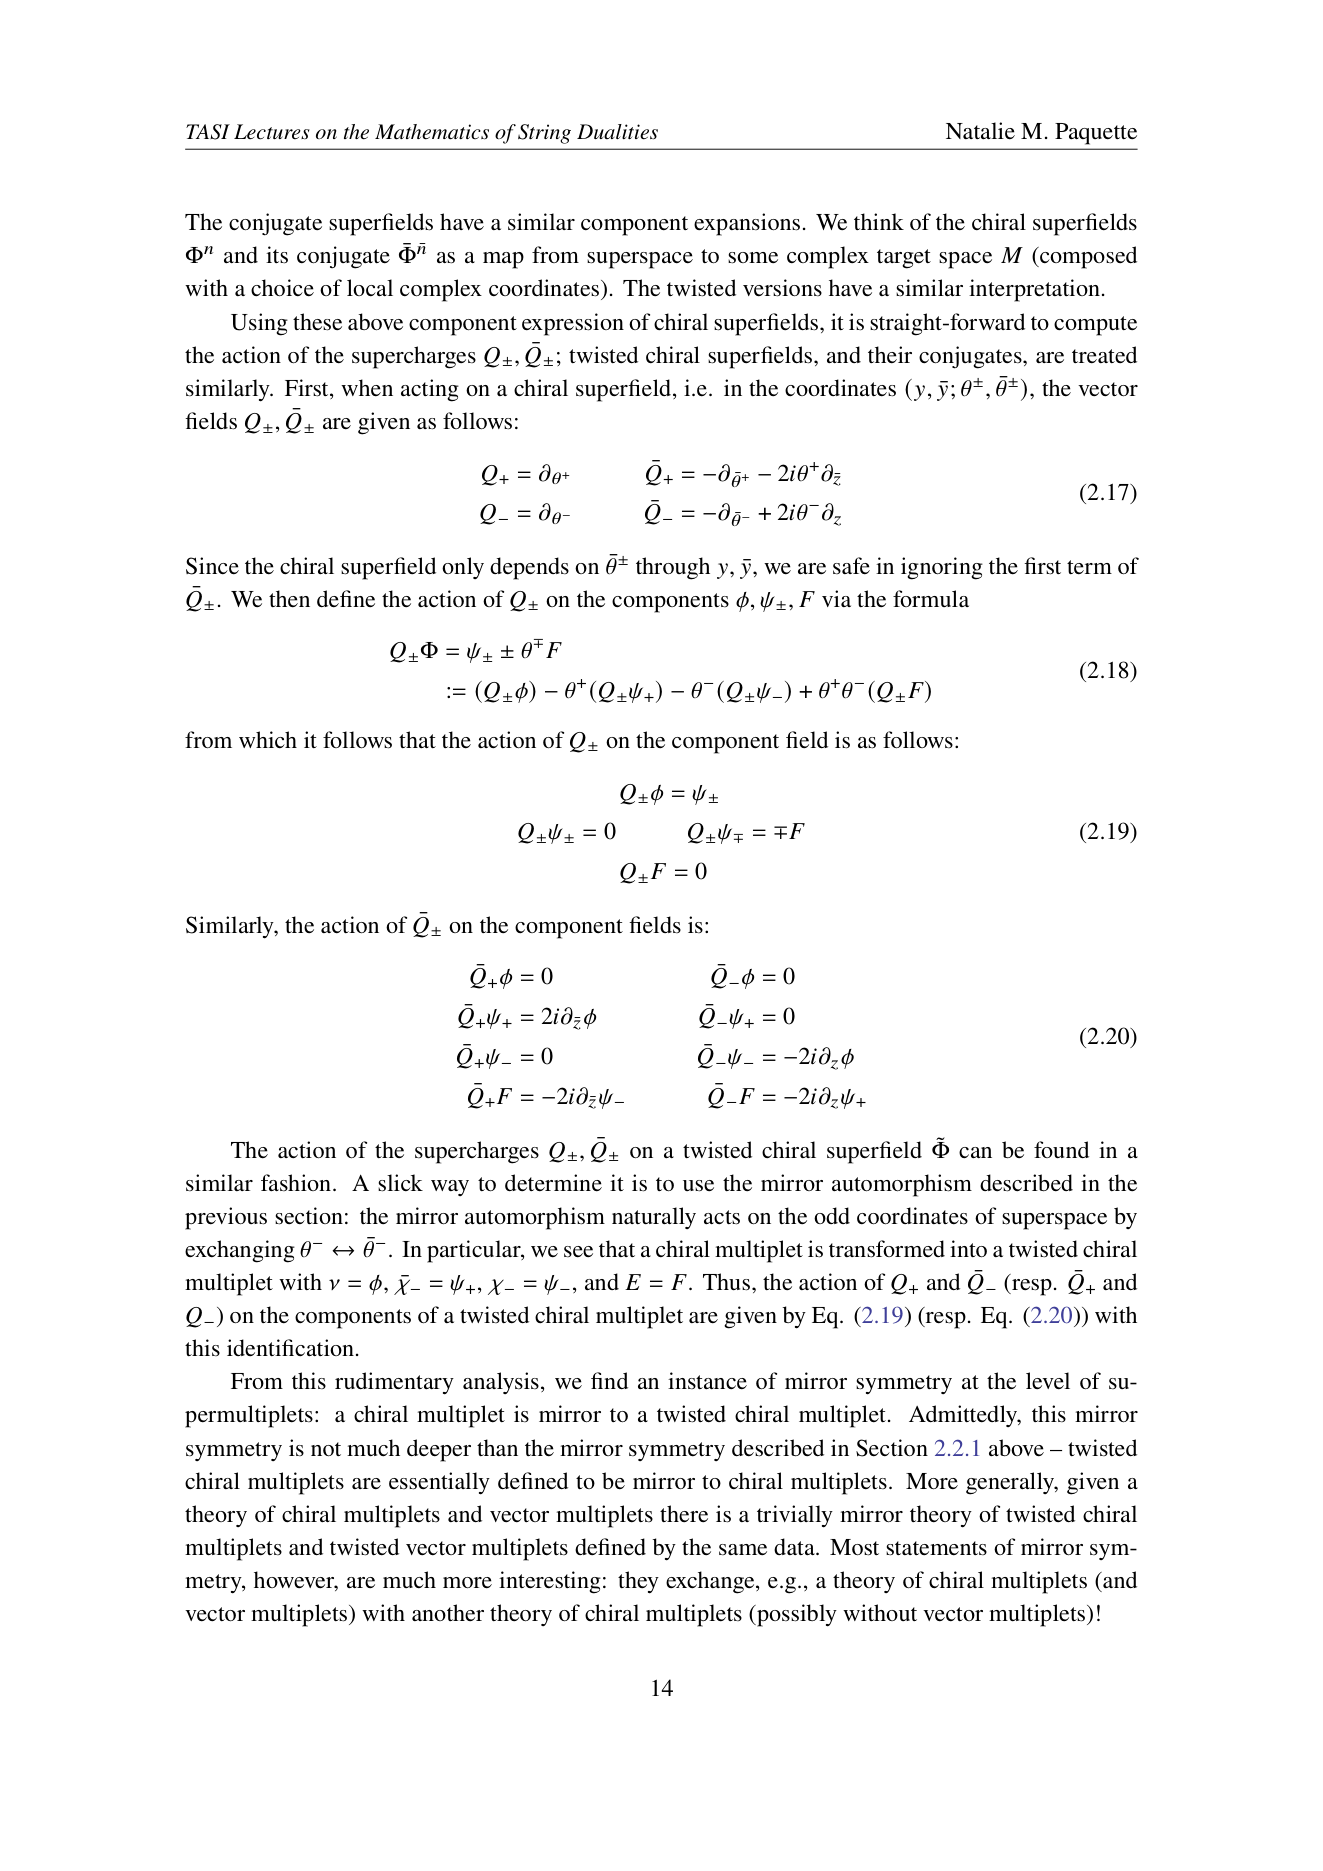 TASI Lectures on the Mathematics of String Dualities Natalie M. Paquette
The conjugate superfields have a similar component expansions. We think of the chiral superfields
Φⁿ and its conjugate Φ̄ⁿ̄ as a map from superspace to some complex target space M (composed
with a choice of local complex coordinates). The twisted versions have a similar interpretation.
Using these above component expression of chiral superfields, it is straight-forward to compute
the action of the supercharges Q±, Q̄±; twisted chiral superfields, and their conjugates, are treated
similarly. First, when acting on a chiral superfield, i.e. in the coordinates (y, ȳ; θ±, θ̄±), the vector
fields Q±, Q̄± are given as follows:
Q₊ = ∂_θ⁺ Q̄₊ = −∂_θ̄⁺ − 2iθ⁺∂_z̄
Q₋ = ∂_θ⁻ Q̄₋ = −∂_θ̄⁻ + 2iθ⁻∂_z
(2.17)
Since the chiral superfield only depends on θ̄± through y, ȳ, we are safe in ignoring the first term of
Q̄±. We then define the action of Q± on the components ϕ, ψ±, F via the formula
Q±Φ = ψ± ± θ∓F
:= (Q±ϕ) − θ⁺(Q±ψ₊) − θ⁻(Q±ψ₋) + θ⁺θ⁻(Q±F)
(2.18)
from which it follows that the action of Q± on the component field is as follows:
Q±ϕ = ψ±
Q±ψ± = 0 Q±ψ∓ = ∓F (2.19)
Q±F = 0
Similarly, the action of Q̄± on the component fields is:
Q̄₊ϕ = 0 Q̄₋ϕ = 0
Q̄₊ψ₊ = 2i∂_z̄ϕ Q̄₋ψ₊ = 0
(2.20)
Q̄₊ψ₋ = 0 Q̄₋ψ₋ = −2i∂_zϕ
Q̄₊F = −2i∂_z̄ψ₋ Q̄₋F = −2i∂_zψ₊
The action of the supercharges Q±, Q̄± on a twisted chiral superfield Φ̃ can be found in a
similar fashion. A slick way to determine it is to use the mirror automorphism described in the
previous section: the mirror automorphism naturally acts on the odd coordinates of superspace by
exchanging θ⁻ ↔ θ̄⁻. In particular, we see that a chiral multiplet is transformed into a twisted chiral
multiplet with ν = ϕ, χ̄₋ = ψ₊, χ₋ = ψ₋, and E = F. Thus, the action of Q₊ and Q̄₋ (resp. Q̄₊ and
Q₋) on the components of a twisted chiral multiplet are given by Eq. (2.19) (resp. Eq. (2.20)) with
this identification.
From this rudimentary analysis, we find an instance of mirror symmetry at the level of su-
permultiplets: a chiral multiplet is mirror to a twisted chiral multiplet. Admittedly, this mirror
symmetry is not much deeper than the mirror symmetry described in Section 2.2.1 above – twisted
chiral multiplets are essentially defined to be mirror to chiral multiplets. More generally, given a
theory of chiral multiplets and vector multiplets there is a trivially mirror theory of twisted chiral
multiplets and twisted vector multiplets defined by the same data. Most statements of mirror sym-
metry, however, are much more interesting: they exchange, e.g., a theory of chiral multiplets (and
vector multiplets) with another theory of chiral multiplets (possibly without vector multiplets)!
14